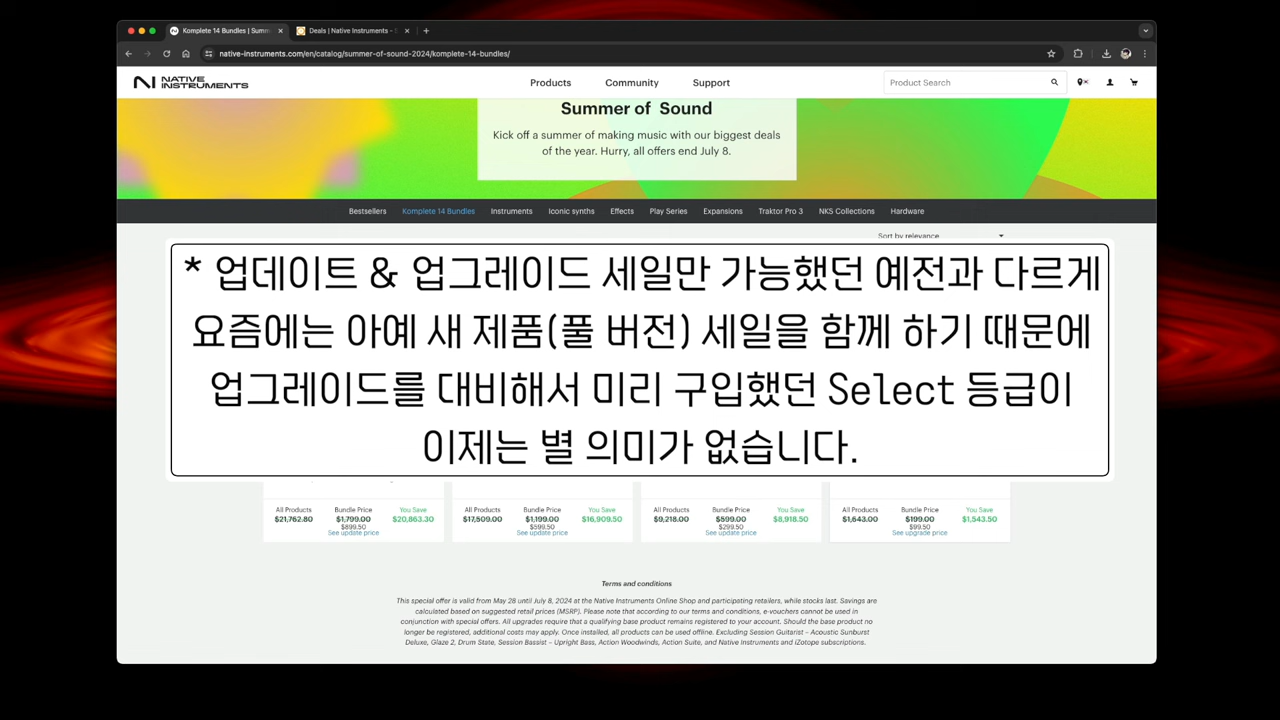 Komplete 14 Bundles | Summ
Deals | Native Instruments - S
native-instruments.com/en/catalog/summer-of-sound-2024/komplete-14-bundles/
NATIVE INSTRUMENTS
Products
Community
Support
Product Search
Summer of Sound
Kick off a summer of making music with our biggest deals
of the year. Hurry, all offers end July 8.
Bestsellers Komplete 14 Bundles Instruments Iconic synths Effects Play Series Expansions Traktor Pro 3 NKS Collections Hardware
Sort by relevance
* 업데이트 & 업그레이드 세일만 가능했던 예전과 다르게
요즘에는 아예 새 제품(풀 버전) 세일을 함께 하기 때문에
업그레이드를 대비해서 미리 구입했던 Select 등급이
이제는 별 의미가 없습니다.
All Products Bundle Price You Save
$21,762.80 $1,799.00 $20,863.30
$899.50
See update price
All Products Bundle Price You Save
$17,509.00 $1,199.00 $16,909.50
$599.50
See update price
All Products Bundle Price You Save
$9,218.00 $599.00 $8,918.50
$299.50
See update price
All Products Bundle Price You Save
$1,643.00 $199.00 $1,543.50
$99.50
See upgrade price
Terms and conditions
This special offer is valid from May 28 until July 8, 2024 at the Native Instruments Online Shop and participating retailers, while stocks last. Savings are
calculated based on suggested retail prices (MSRP). Please note that according to our terms and conditions, e-vouchers cannot be used in
conjunction with special offers. All upgrades require that a qualifying base product remains registered to your account. Should the base product no
longer be registered, additional costs may apply. Once installed, all products can be used offline. Excluding Session Guitarist – Acoustic Sunburst
Deluxe, Glaze 2, Drum State, Session Bassist – Upright Bass, Action Woodwinds, Action Suite, and Native Instruments and iZotope subscriptions.